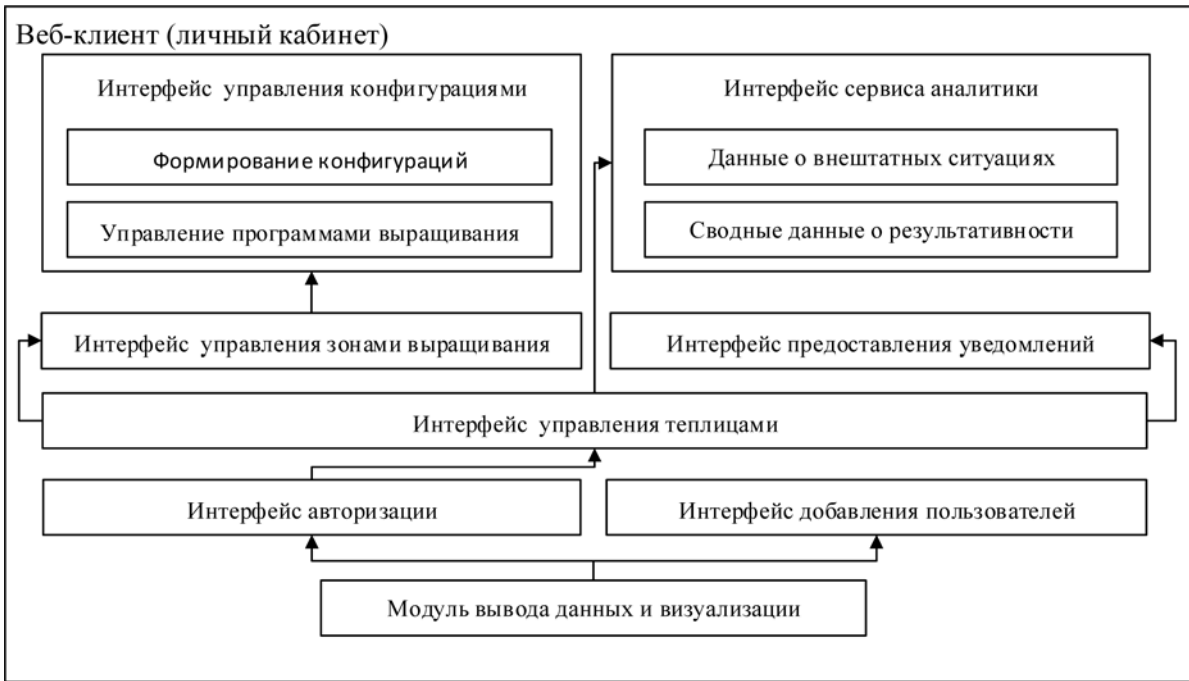 Веб-клиент (личный кабинет)
Интерфейс управления конфигурациями
Формирование конфигураций
Управление программами выращивания
Интерфейс сервиса аналитики
Данные о внештатных ситуациях
Сводные данные о результативности
Интерфейс управления зонами выращивания
Интерфейс предоставления уведомлений
Интерфейс управления теплицами
Интерфейс авторизации
Интерфейс добавления пользователей
Модуль вывода данных и визуализации